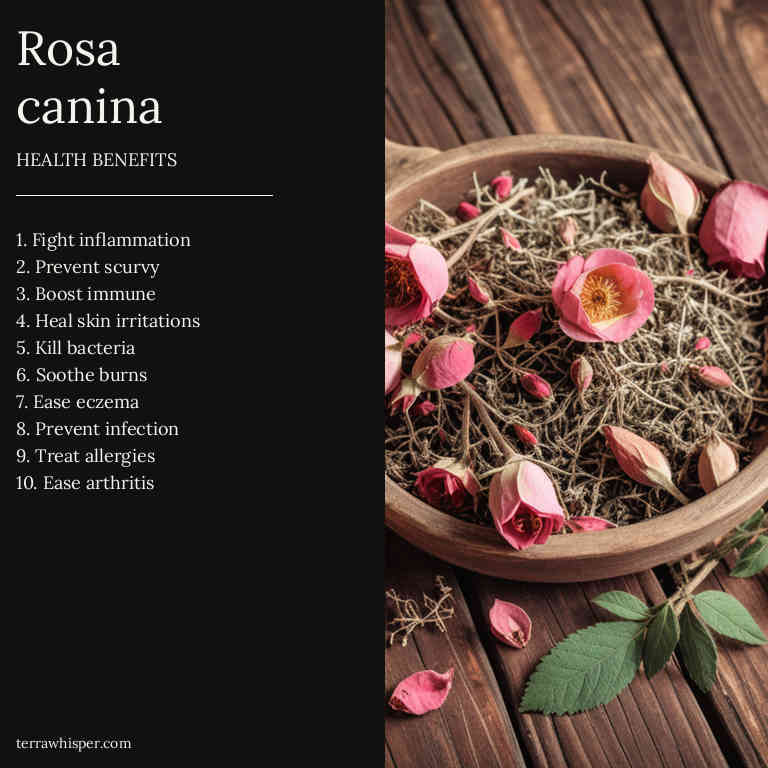 Rosa
canina
HEALTH BENEFITS
1. Fight inflammation
2. Prevent scurvy
3. Boost immune
4. Heal skin irritations
5. Kill bacteria
6. Soothe burns
7. Ease eczema
8. Prevent infection
9. Treat allergies
10. Ease arthritis
terrawhisper.com